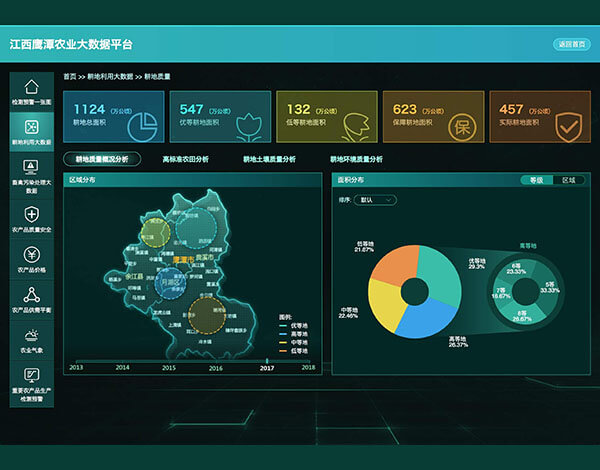 江西鹰潭农业大数据平台
返回首页
首页 >> 耕地利用大数据 >> 耕地质量
检测预警一张图
耕地利用大数据
畜禽污染处理大
数据
农产品质量安全
农产品价格
农产品供需平衡
农业气象
重要农产品生产
检测预警
1124 (万公顷)
耕地总面积
547 (万公顷)
优等耕地面积
132 (万公顷)
低等耕地面积
623 (万公顷)
保障耕地面积
保
457 (万公顷)
实际耕地面积
耕地质量概况分析
高标准农田分析
耕地土壤质量分析
耕地环境质量分析
区域分布
鹰潭市
余江县
月湖区
贵溪市
图例:
优等地
高等地
中等地
低等地
2013
2014
2015
2016
2017
2018
面积分布
等级
区域
排序:
默认
低等地
21.87%
优等地
29.3%
中等地
22.46%
高等地
26.37%
高等地
6等
23.33%
5等
33.33%
7等
16.67%
8等
26.67%